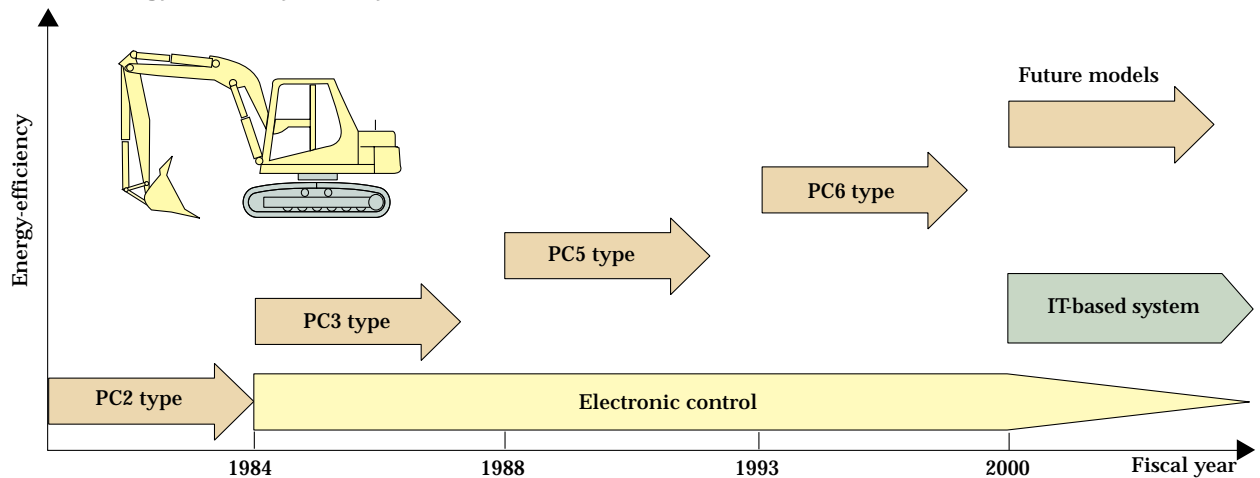 Future models
Energy-efficiency
PC6 type
PC5 type
IT-based system
PC3 type
PC2 type
Electronic control
1984
1988
1993
2000
Fiscal year